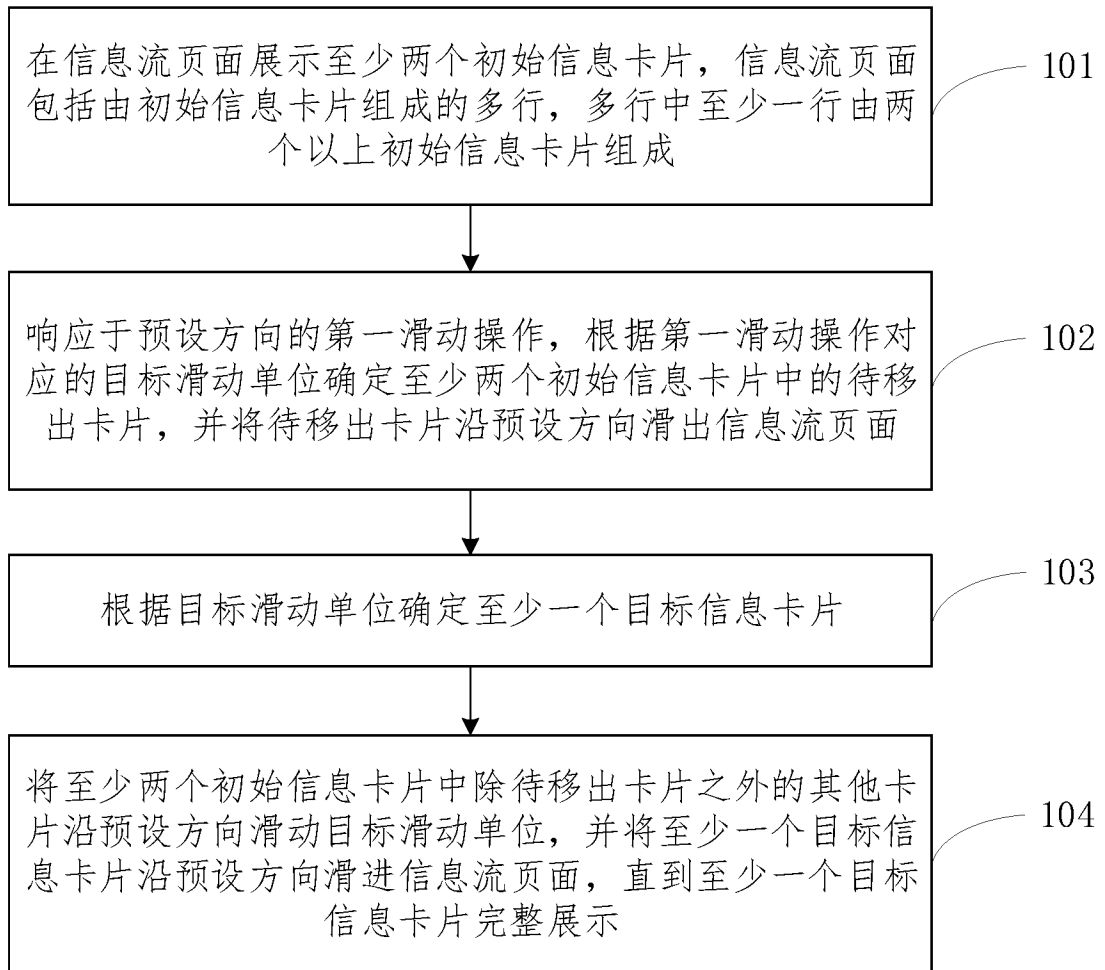 在信息流页面展示至少两个初始信息卡片，信息流页面
包括由初始信息卡片组成的多行，多行中至少一行由两
个以上初始信息卡片组成
101
响应于预设方向的第一滑动操作，根据第一滑动操作对
应的目标滑动单位确定至少两个初始信息卡片中的待移
出卡片，并将待移出卡片沿预设方向滑出信息流页面
102
根据目标滑动单位确定至少一个目标信息卡片
103
将至少两个初始信息卡片中除待移出卡片之外的其他卡
片沿预设方向滑动目标滑动单位，并将至少一个目标信
息卡片沿预设方向滑进信息流页面，直到至少一个目标
信息卡片完整展示
104